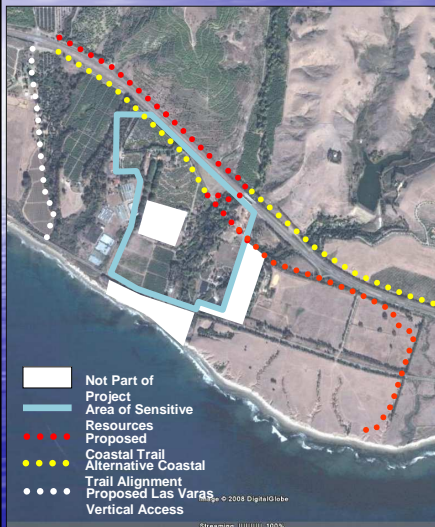 Not Part of
Project
Area of Sensitive
Resources
Proposed
Coastal Trail
Alternative Coastal
Trail Alignment
Proposed Las Varas
Vertical Access
Image © 2008 DigitalGlobe
Streaming |||||||||| 100%